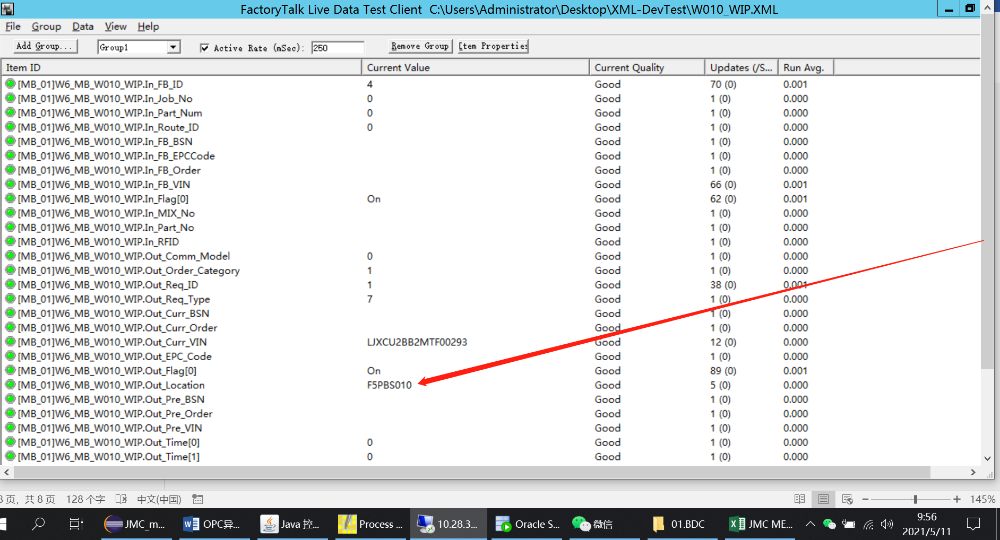 FactoryTalk Live Data Test Client  C:\Users\Administrator\Desktop\XML-DevTest\W010_WIP.XML
File Group Data View Help
Add Group... Group1 Active Rate (mSec): 250 Remove Group Item Properties
Item ID Current Value Current Quality Updates (/S... Run Avg.
[MB_01]W6_MB_W010_WIP.In_FB_ID 4 Good 70 (0) 0.001
[MB_01]W6_MB_W010_WIP.In_Job_No 0 Good 1 (0) 0.000
[MB_01]W6_MB_W010_WIP.In_Part_Num 0 Good 1 (0) 0.000
[MB_01]W6_MB_W010_WIP.In_Route_ID 0 Good 1 (0) 0.000
[MB_01]W6_MB_W010_WIP.In_FB_BSN Good 1 (0) 0.000
[MB_01]W6_MB_W010_WIP.In_FB_EPCCode Good 1 (0) 0.000
[MB_01]W6_MB_W010_WIP.In_FB_Order Good 1 (0) 0.000
[MB_01]W6_MB_W010_WIP.In_FB_VIN Good 66 (0) 0.001
[MB_01]W6_MB_W010_WIP.In_Flag[0] On Good 62 (0) 0.001
[MB_01]W6_MB_W010_WIP.In_MIX_No Good 1 (0) 0.000
[MB_01]W6_MB_W010_WIP.In_Part_No Good 1 (0) 0.000
[MB_01]W6_MB_W010_WIP.In_RFID Good 1 (0) 0.000
[MB_01]W6_MB_W010_WIP.Out_Comm_Model 0 Good 1 (0) 0.000
[MB_01]W6_MB_W010_WIP.Out_Order_Category 1 Good 1 (0) 0.000
[MB_01]W6_MB_W010_WIP.Out_Req_ID 1 Good 38 (0) 0.001
[MB_01]W6_MB_W010_WIP.Out_Req_Type 7 Good 1 (0) 0.000
[MB_01]W6_MB_W010_WIP.Out_Curr_BSN Good 1 (0) 0.000
[MB_01]W6_MB_W010_WIP.Out_Curr_Order Good 1 (0) 0.000
[MB_01]W6_MB_W010_WIP.Out_Curr_VIN LJXCU2BB2MTF00293 Good 12 (0) 0.000
[MB_01]W6_MB_W010_WIP.Out_EPC_Code Good 1 (0) 0.000
[MB_01]W6_MB_W010_WIP.Out_Flag[0] On Good 89 (0) 0.001
[MB_01]W6_MB_W010_WIP.Out_Location F5PBS010 Good 5 (0) 0.000
[MB_01]W6_MB_W010_WIP.Out_Pre_BSN Good 1 (0) 0.000
[MB_01]W6_MB_W010_WIP.Out_Pre_Order Good 1 (0) 0.000
[MB_01]W6_MB_W010_WIP.Out_Pre_VIN Good 1 (0) 0.000
[MB_01]W6_MB_W010_WIP.Out_Time[0] 0 Good 1 (0) 0.000
[MB_01]W6_MB_W010_WIP.Out_Time[1] 0 Good 1 (0) 0.000
8 页，共 8 页 128 个字 中文(中国) 145%
JMC_m... OPC异... Java 控... Process ... 10.28.3... Oracle S... 微信 01.BDC JMC ME... 9:56
2021/5/11